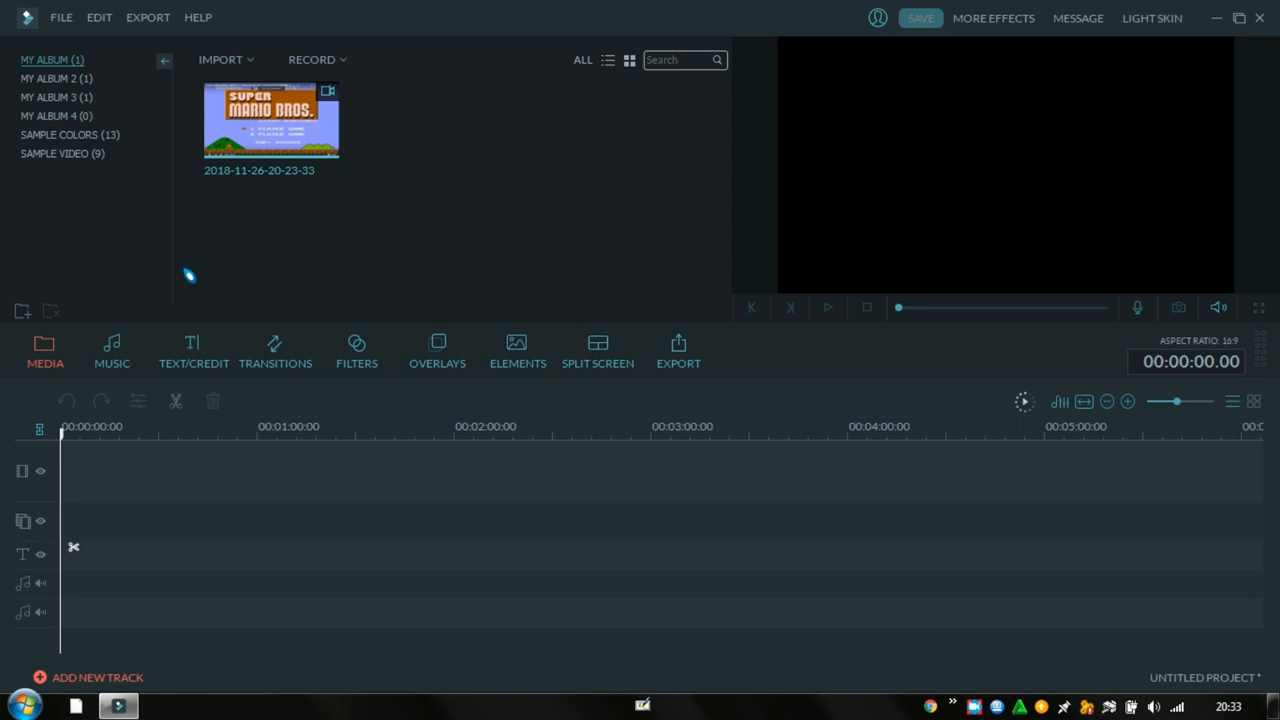 FILE EDIT EXPORT HELP
SAVE MORE EFFECTS MESSAGE LIGHT SKIN
MY ALBUM (1)
MY ALBUM 2 (1)
MY ALBUM 3 (1)
MY ALBUM 4 (0)
SAMPLE COLORS (13)
SAMPLE VIDEO (9)
IMPORT RECORD ALL Search
SUPER
MARIO BROS.
2018-11-26-20-23-33
MEDIA MUSIC TEXT/CREDIT TRANSITIONS FILTERS OVERLAYS ELEMENTS SPLIT SCREEN EXPORT
ASPECT RATIO: 16:9
00:00:00.00
00:00:00:00 00:01:00:00 00:02:00:00 00:03:00:00 00:04:00:00 00:05:00:00
ADD NEW TRACK
UNTITLED PROJECT *
20:33